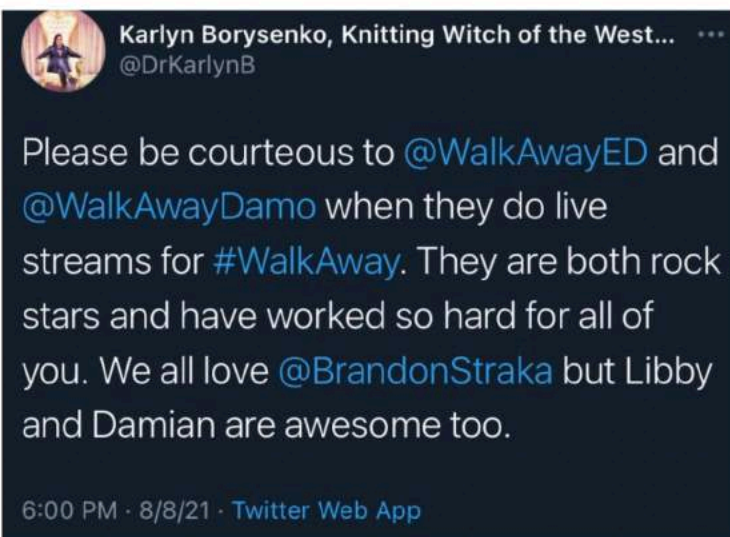 Karlyn Borysenko, Knitting Witch of the West...
@DrKarlynB
Please be courteous to @WalkAwayED and
@WalkAwayDamo when they do live
streams for #WalkAway. They are both rock
stars and have worked so hard for all of
you. We all love @BrandonStraka but Libby
and Damian are awesome too.
6:00 PM · 8/8/21 · Twitter Web App